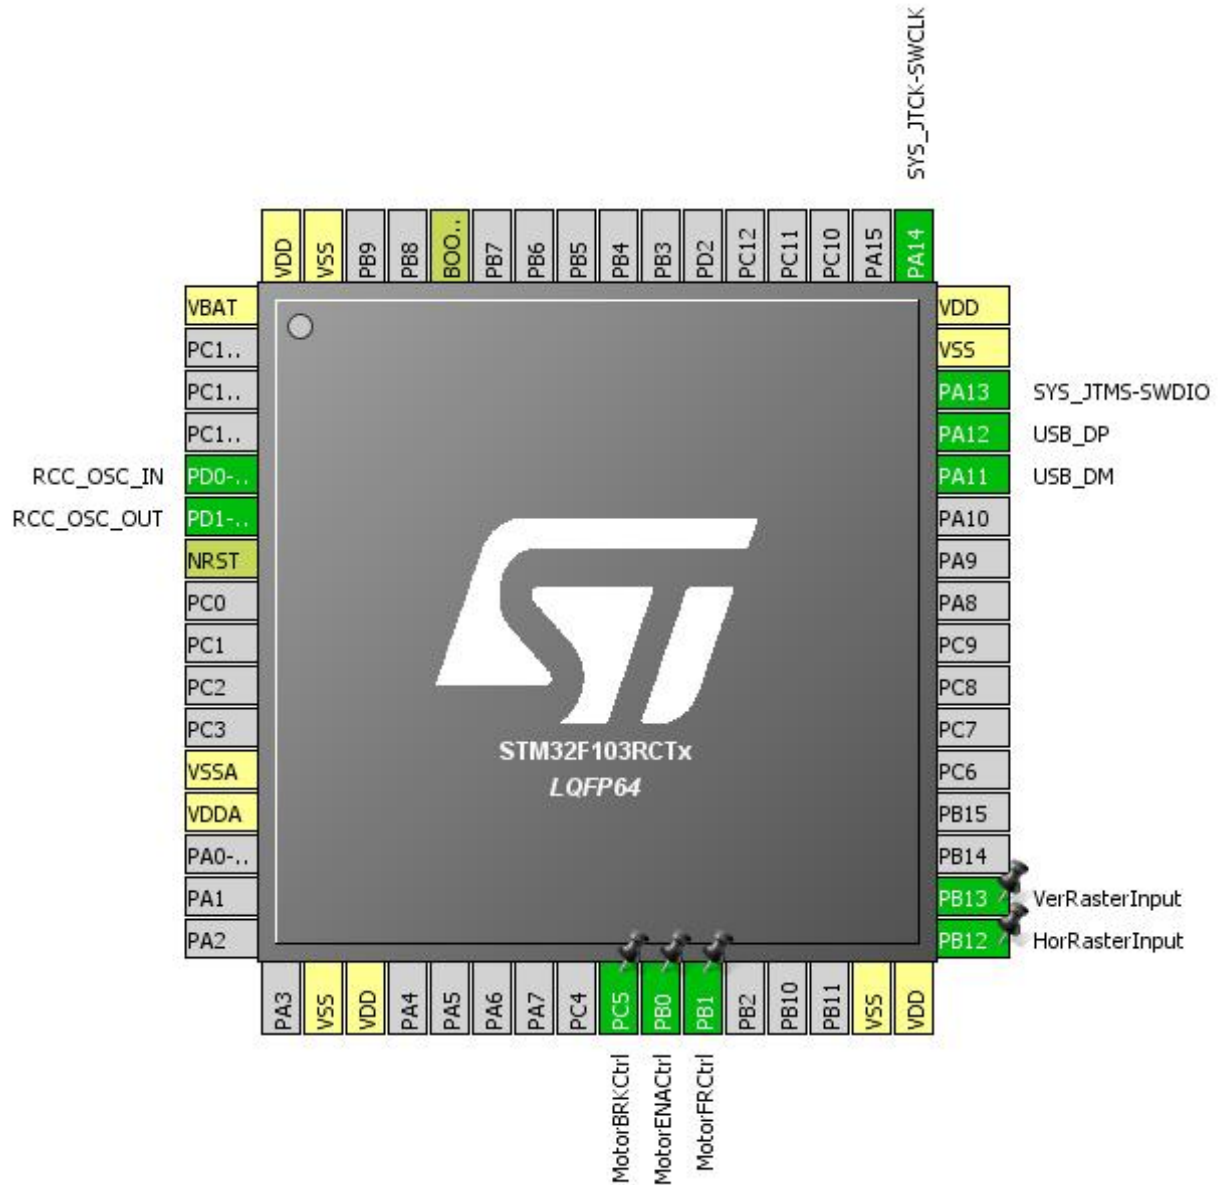 SYS_JTCK-SWCLK
VDD
VSS
PB9
PB8
BOO..
PB7
PB6
PB5
PB4
PB3
PD2
PC12
PC11
PC10
PA15
PA14
VBAT
PC1..
PC1..
PC1..
RCC_OSC_IN PD0-..
RCC_OSC_OUT PD1-..
NRST
PC0
PC1
PC2
PC3
VSSA
VDDA
PA0-..
PA1
PA2
STM32F103RCTx
LQFP64
VDD
VSS
PA13 SYS_JTMS-SWDIO
PA12 USB_DP
PA11 USB_DM
PA10
PA9
PA8
PC9
PC8
PC7
PC6
PB15
PB14
PB13 VerRasterInput
PB12 HorRasterInput
PA3
VSS
VDD
PA4
PA5
PA6
PA7
PC4
PC5
PB0
PB1
PB2
PB10
PB11
VSS
VDD
MotorBRKCtrl
MotorENACtrl
MotorFRCtrl